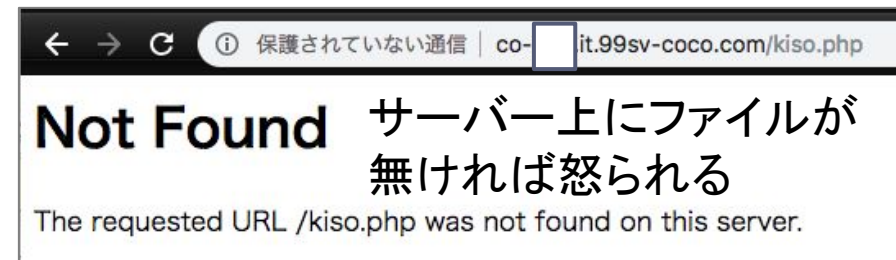 保護されていない通信 | co- .it.99sv-coco.com/kiso.php
Not Found
サーバー上にファイルが
無ければ怒られる
The requested URL /kiso.php was not found on this server.